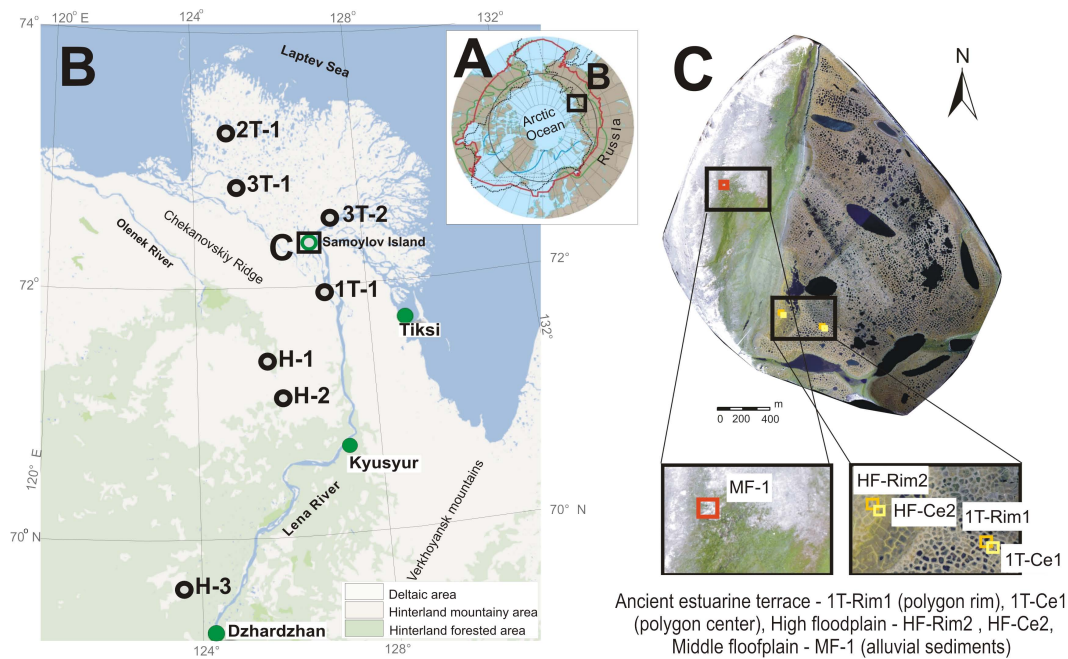 74°
120° E
124°
128°
132°
B
Laptev Sea
A
B
Arctic
Ocean
Russia
2T-1
3T-1
3T-2
C
Samoylov Island
Chekanovskiy Ridge
Olenek River
72°
1T-1
72°
132°
Tiksi
H-1
H-2
120° E
Kyusyur
Lena River
Verkhoyansk mountains
70°
70° N
70° N
H-3
Deltaic area
Hinterland mountainy area
Hinterland forested area
Dzhardzhan
124°
128°
C
N
m
0 200 400
MF-1
HF-Rim2
HF-Ce2
1T-Rim1
1T-Ce1
Ancient estuarine terrace - 1T-Rim1 (polygon rim), 1T-Ce1
(polygon center), High floodplain - HF-Rim2 , HF-Ce2,
Middle floofplain - MF-1 (alluvial sediments)